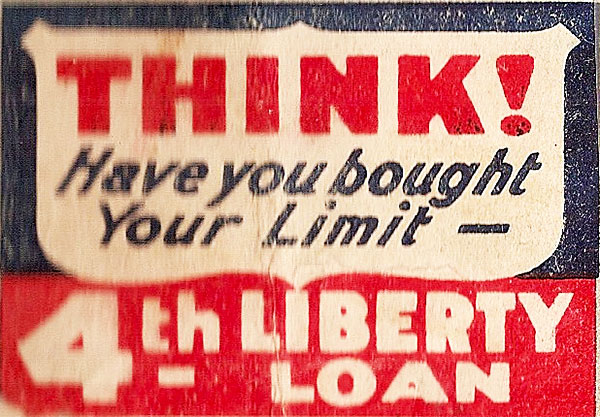 THINK!
Have you bought
Your Limit —
4th LIBERTY
- LOAN